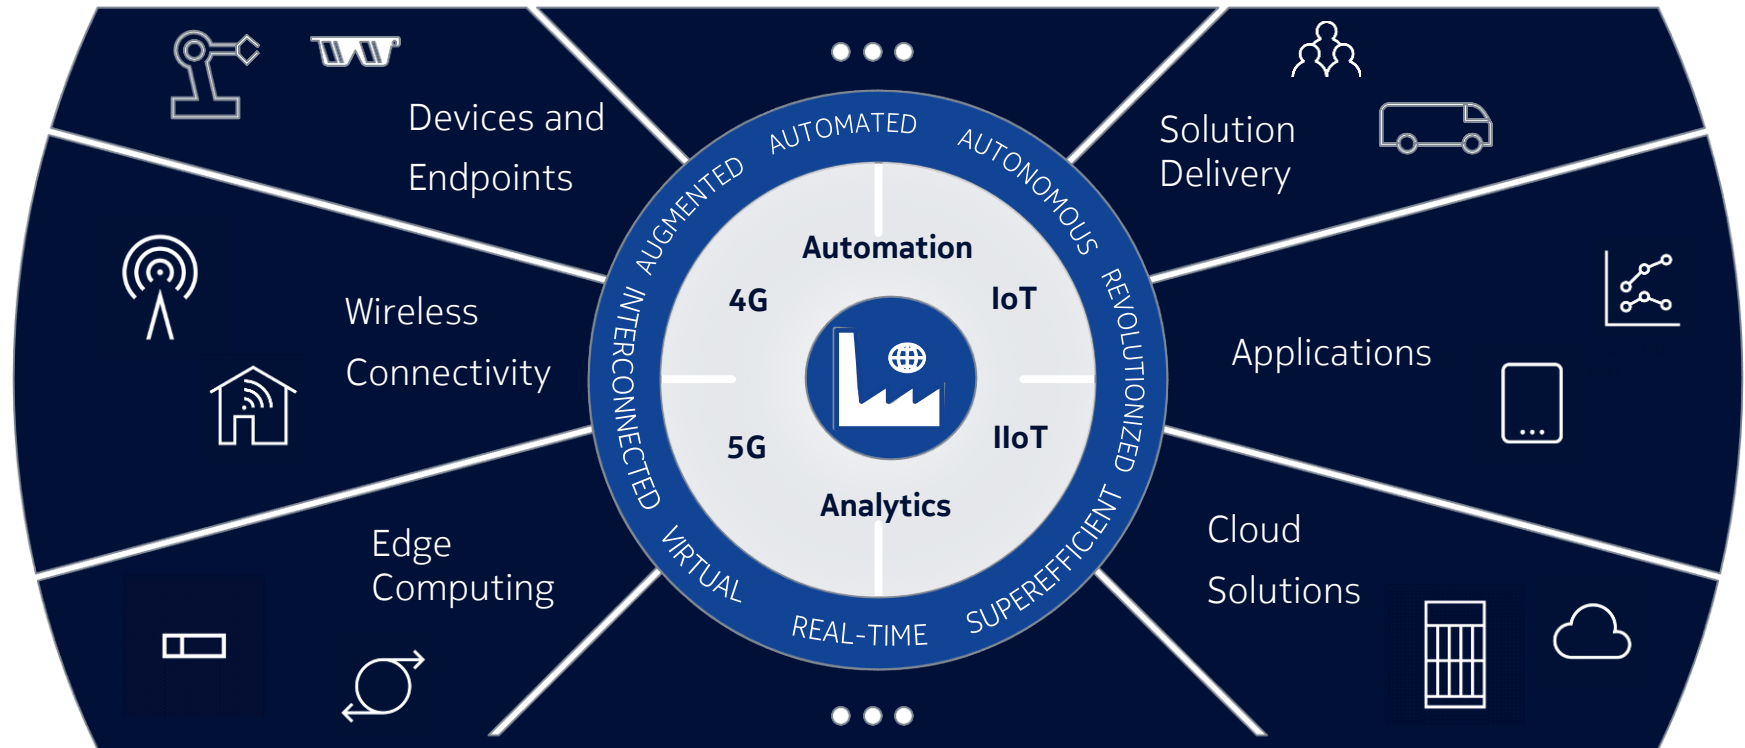 Devices and
Endpoints
Solution
Delivery
Wireless
Connectivity
Applications
Edge
Computing
Cloud
Solutions
AUTOMATED
AUTONOMOUS
REVOLUTIONIZED
SUPEREFFICIENT
REAL-TIME
VIRTUAL
INTERCONNECTED
AUGMENTED
Automation
4G
IoT
5G
IIoT
Analytics